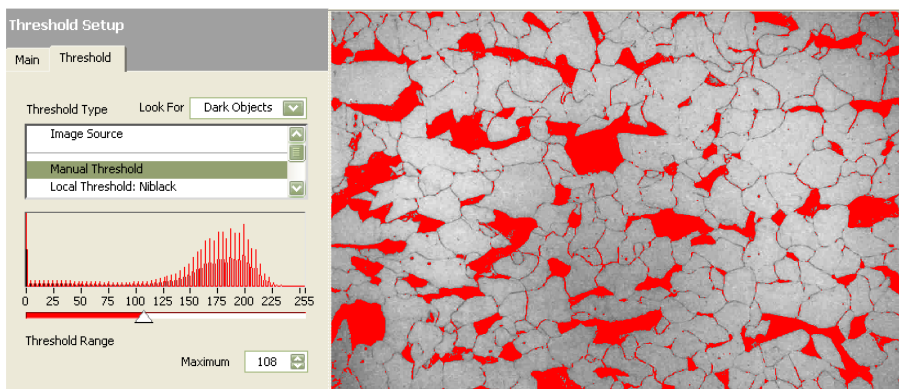 Threshold Setup
Main Threshold
Threshold Type Look For Dark Objects
Image Source
Manual Threshold
Local Threshold: Niblack
0 25 50 75 100 125 150 175 200 225 255
Threshold Range
Maximum 108